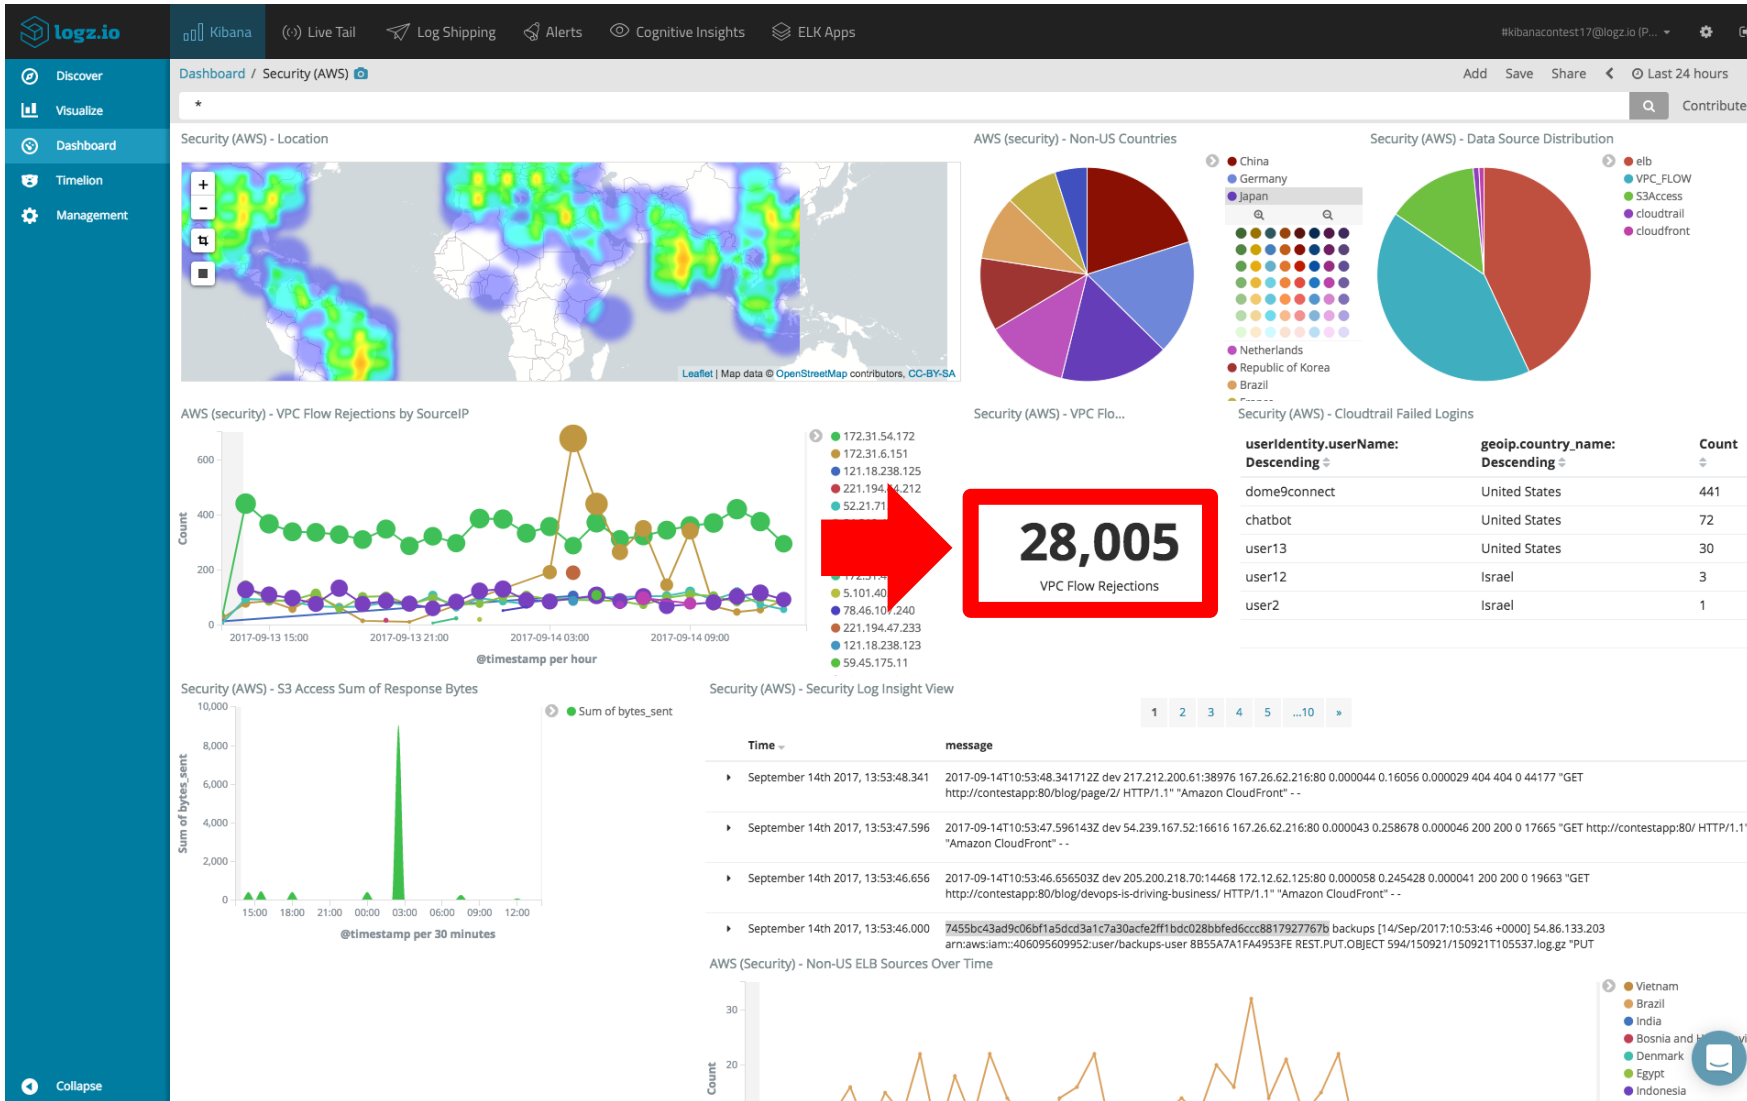 logz.io
Kibana
Live Tail
Log Shipping
Alerts
Cognitive Insights
ELK Apps
#kibanacontest17@logz.io (P...
Discover
Visualize
Dashboard
Timelion
Management
Collapse
Dashboard / Security (AWS)
Add Save Share Last 24 hours
*
Contribute
Security (AWS) - Location
+
-
Leaflet | Map data © OpenStreetMap contributors, CC-BY-SA
AWS (security) - Non-US Countries
China
Germany
Japan
Netherlands
Republic of Korea
Brazil
Security (AWS) - Data Source Distribution
elb
VPC_FLOW
S3Access
cloudtrail
cloudfront
AWS (security) - VPC Flow Rejections by SourceIP
Count
600
400
200
0
2017-09-13 15:00 2017-09-13 21:00 2017-09-14 03:00 2017-09-14 09:00
@timestamp per hour
172.31.54.172
172.31.6.151
121.18.238.125
5.101.40
221.194.47.233
121.18.238.123
59.45.175.11
Security (AWS) - VPC Flo...
28,005
VPC Flow Rejections
Security (AWS) - Cloudtrail Failed Logins
userIdentity.userName: Descending geoip.country_name: Descending Count
dome9connect United States 441
chatbot United States 72
user13 United States 30
user12 Israel 3
user2 Israel 1
Security (AWS) - S3 Access Sum of Response Bytes
Sum of bytes_sent
10,000
8,000
6,000
4,000
2,000
0
15:00 18:00 21:00 00:00 03:00 06:00 09:00 12:00
@timestamp per 30 minutes
Sum of bytes_sent
Security (AWS) - Security Log Insight View
1 2 3 4 5 ...10 »
Time message
September 14th 2017, 13:53:48.341 2017-09-14T10:53:48.341712Z dev 217.212.200.61:38976 167.26.62.216:80 0.000044 0.16056 0.000029 404 404 0 44177 "GET
http://contestapp:80/blog/page/2/ HTTP/1.1" "Amazon CloudFront" - -
September 14th 2017, 13:53:47.596 2017-09-14T10:53:47.596143Z dev 54.239.167.52:16616 167.26.62.216:80 0.000043 0.258678 0.000046 200 200 0 17665 "GET http://contestapp:80/ HTTP/1.1"
"Amazon CloudFront" - -
September 14th 2017, 13:53:46.656 2017-09-14T10:53:46.656503Z dev 205.200.218.70:14468 172.12.62.125:80 0.000058 0.245428 0.000041 200 200 0 19663 "GET
http://contestapp:80/blog/devops-is-driving-business/ HTTP/1.1" "Amazon CloudFront" - -
September 14th 2017, 13:53:46.000 7455bc43ad9c06bf1a5dcd3a1c7a30acfe2ff1bdc028bbfed6ccc8817927767b backups [14/Sep/2017:10:53:46 +0000] 54.86.133.203
arn:aws:iam::406095609952:user/backups-user 8B55A7A1FA4953FE REST.PUT.OBJECT 594/150921/150921T105537.log.gz "PUT
AWS (Security) - Non-US ELB Sources Over Time
Count
30
20
Vietnam
Brazil
India
Bosnia and
Denmark
Egypt
Indonesia